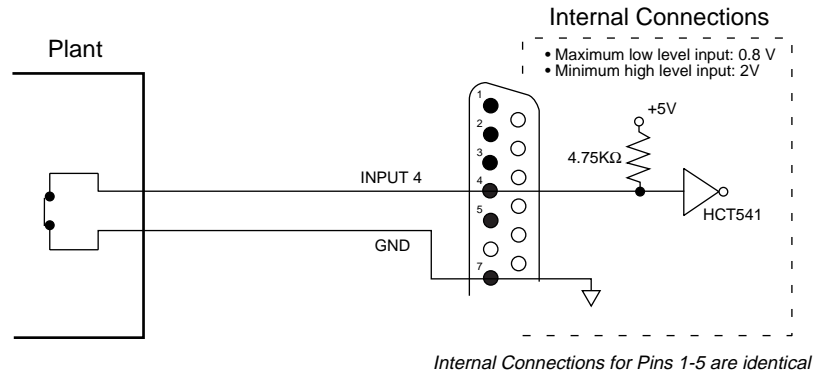 Internal Connections
Plant
• Maximum low level input: 0.8 V
• Minimum high level input: 2V
+5V
4.75KΩ
HCT541
INPUT 4
GND
1
2
3
4
5
7
Internal Connections for Pins 1-5 are identical